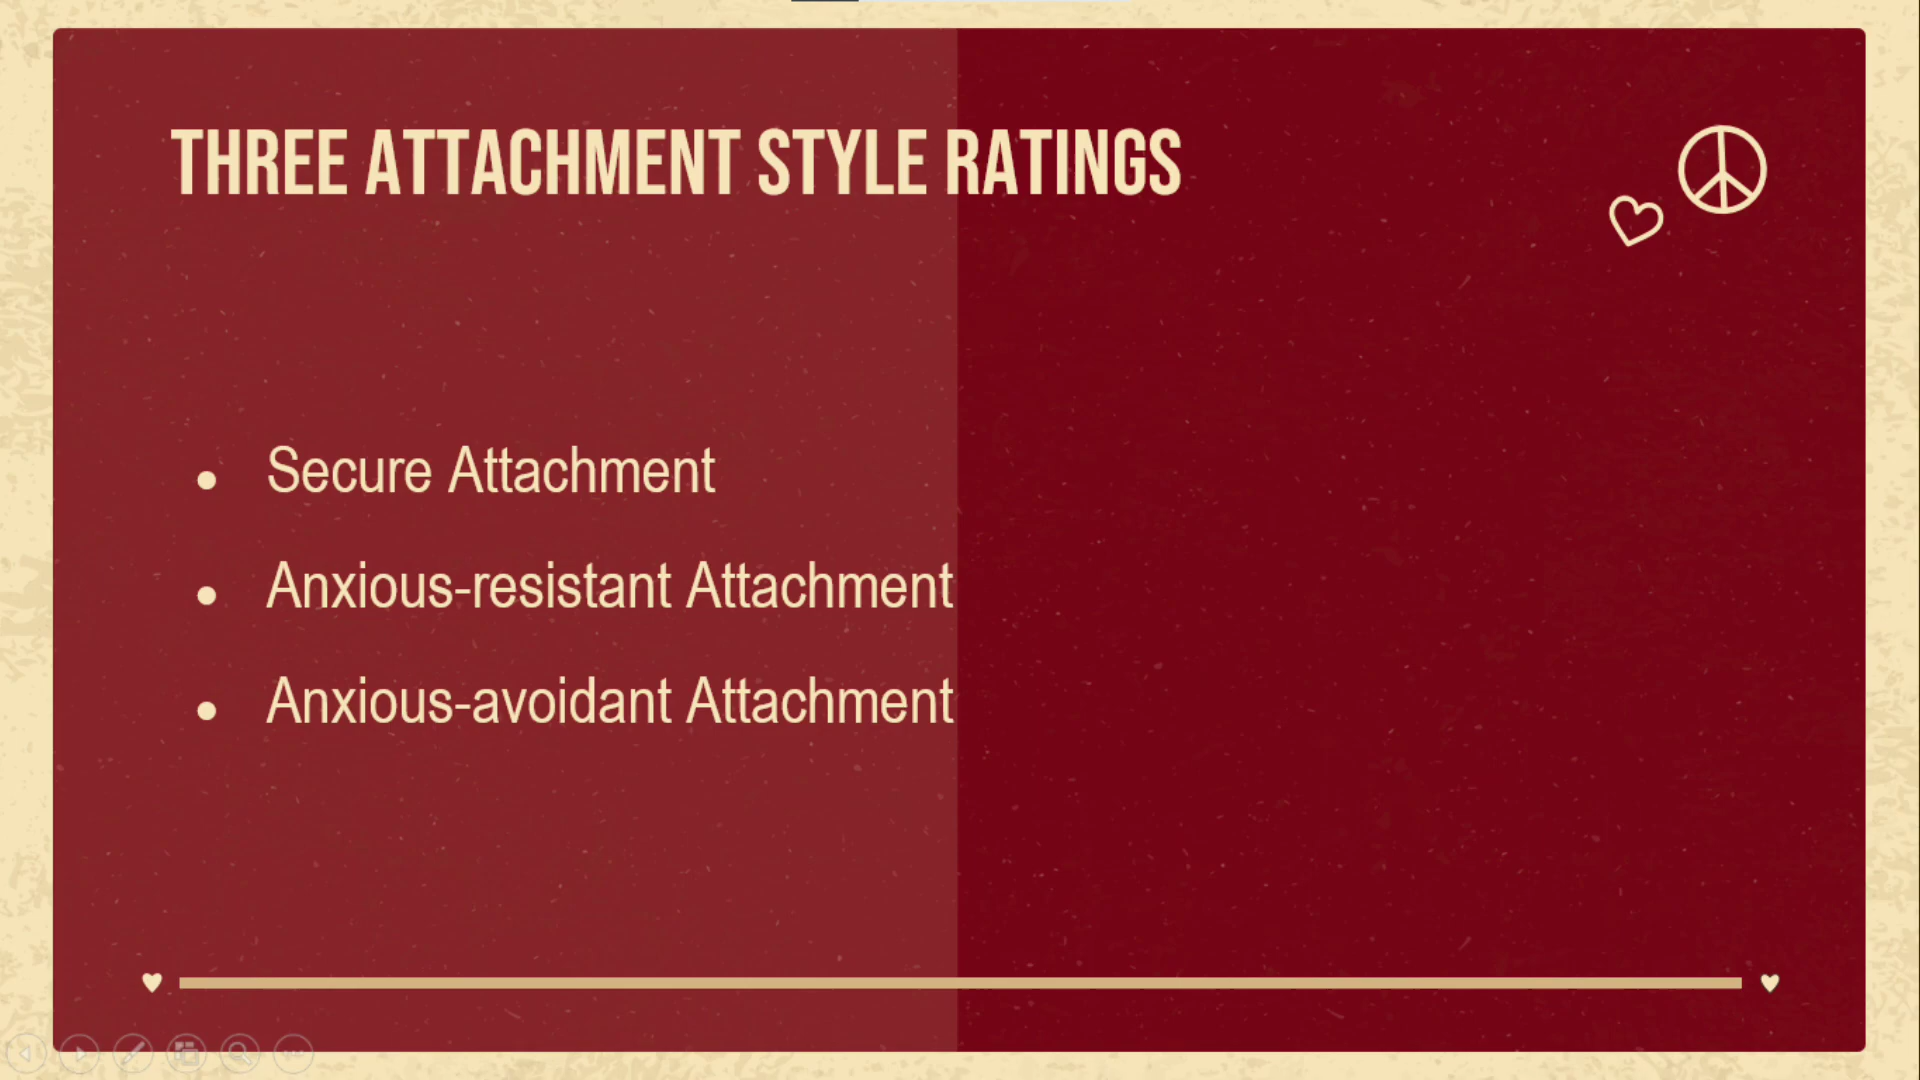 THREE ATTACHMENT STYLE RATINGS
• Secure Attachment
• Anxious-resistant Attachment
• Anxious-avoidant Attachment